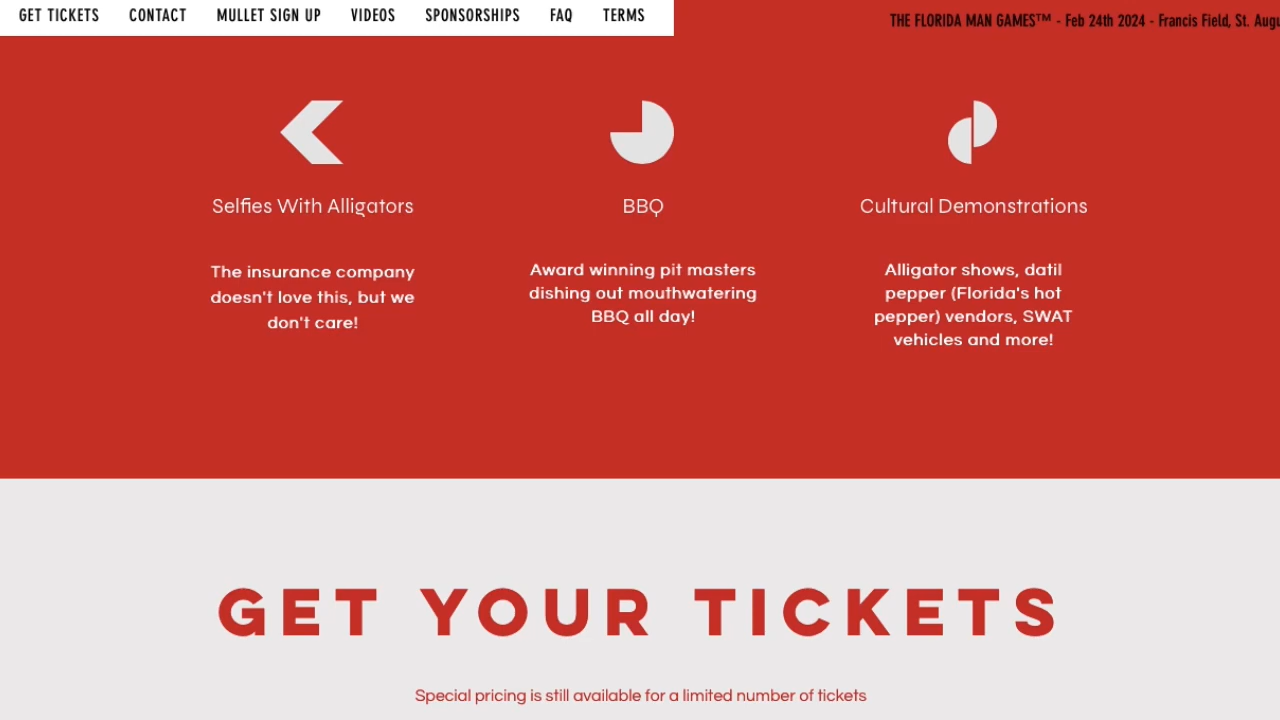 GET TICKETS CONTACT MULLET SIGN UP VIDEOS SPONSORSHIPS FAQ TERMS
THE FLORIDA MAN GAMES™ - Feb 24th 2024 - Francis Field, St. Augu
Selfies With Alligators
The insurance company
doesn't love this, but we
don't care!
BBQ
Award winning pit masters
dishing out mouthwatering
BBQ all day!
Cultural Demonstrations
Alligator shows, datil
pepper (Florida's hot
pepper) vendors, SWAT
vehicles and more!
GET YOUR TICKETS
Special pricing is still available for a limited number of tickets